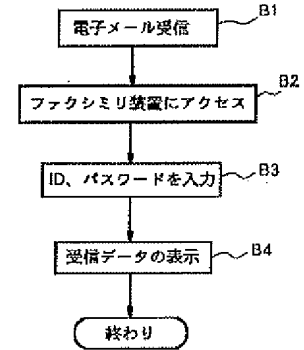 電子メール受信
B1
ファクシミリ装置にアクセス
B2
ID、パスワードを入力
B3
受信データの表示
B4
終わり